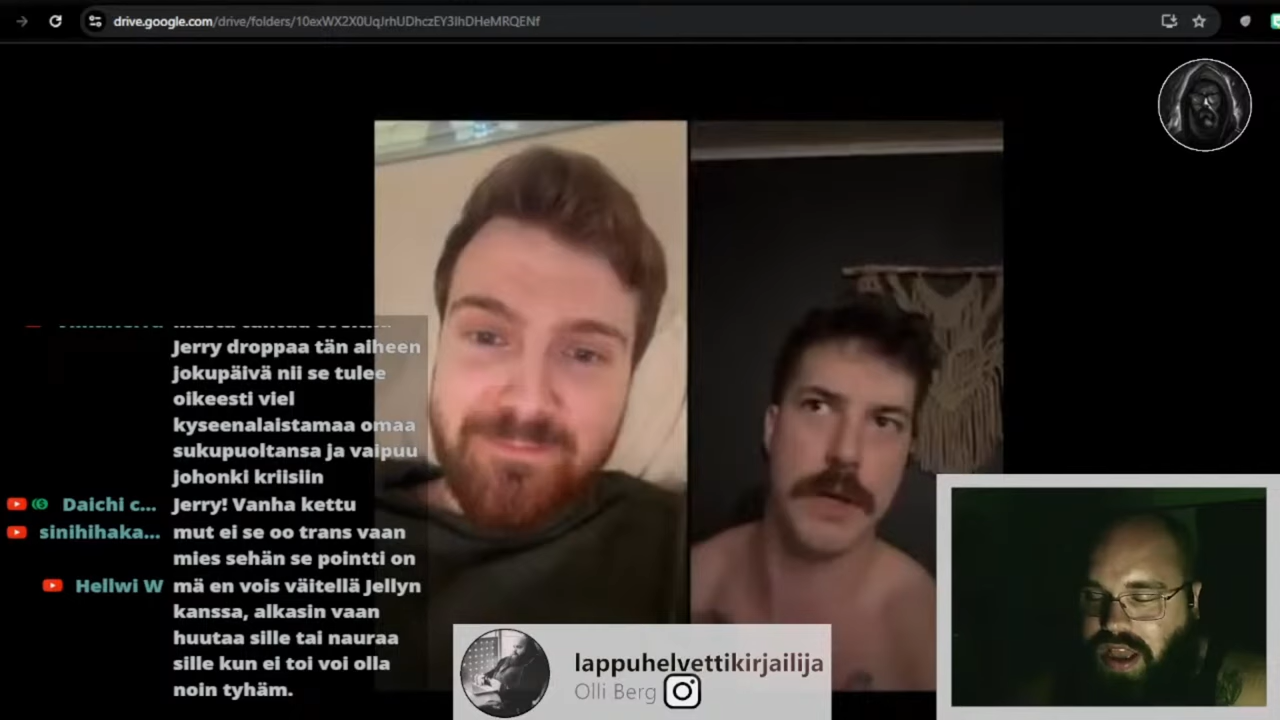 drive.google.com/drive/folders/10exWX2X0UqJrhUDhczEY3IhDHeMRQENf
Jerry droppaa tän aiheen
jokupäivä nii se tulee
oikeesti viel
kyseenalaistamaa omaa
sukupuoltansa ja vaipuu
johonki kriisiin
Daichi c... Jerry! Vanha kettu
sinihihaka... mut ei se oo trans vaan
mies sehän se pointti on
Hellwi W mä en vois väitellä Jellyn
kanssa, alkasin vaan
huutaa sille tai nauraa
sille kun ei toi voi olla
noin tyhäm.
lappuhelvettikirjailija
Olli Berg